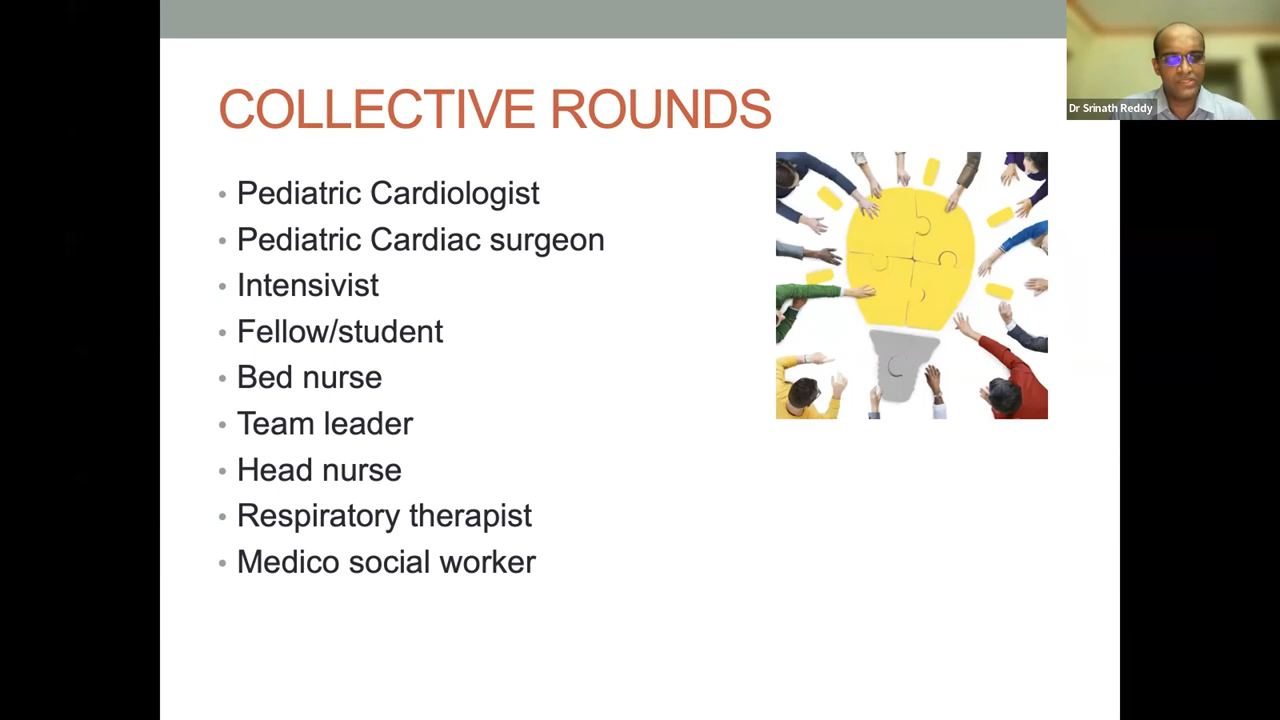 COLLECTIVE ROUNDS
Pediatric Cardiologist
Pediatric Cardiac surgeon
Intensivist
Fellow/student
Bed nurse
Team leader
Head nurse
Respiratory therapist
Medico social worker
Dr Srinath Reddy